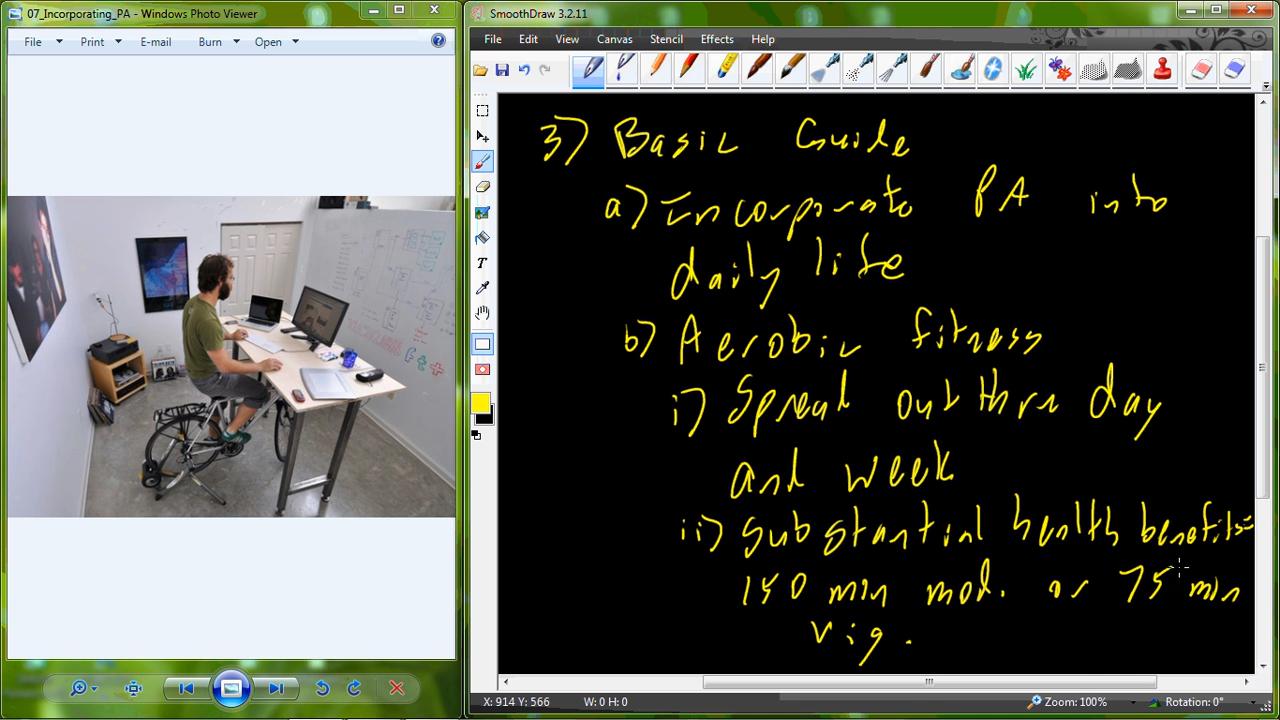 07_Incorporating_PA - Windows Photo Viewer
File Print E-mail Burn Open
SmoothDraw 3.2.11
File Edit View Canvas Stencil Effects Help
3) Basic Guide
a) Incorporate PA into
daily life
b) Aerobic fitness
i) Spread out thru day
and week
ii) Substantial health benefits=
150 min mod. or 75 min
vig.
X: 914 Y: 566 W: 0 H: 0 Zoom: 100% Rotation: 0°